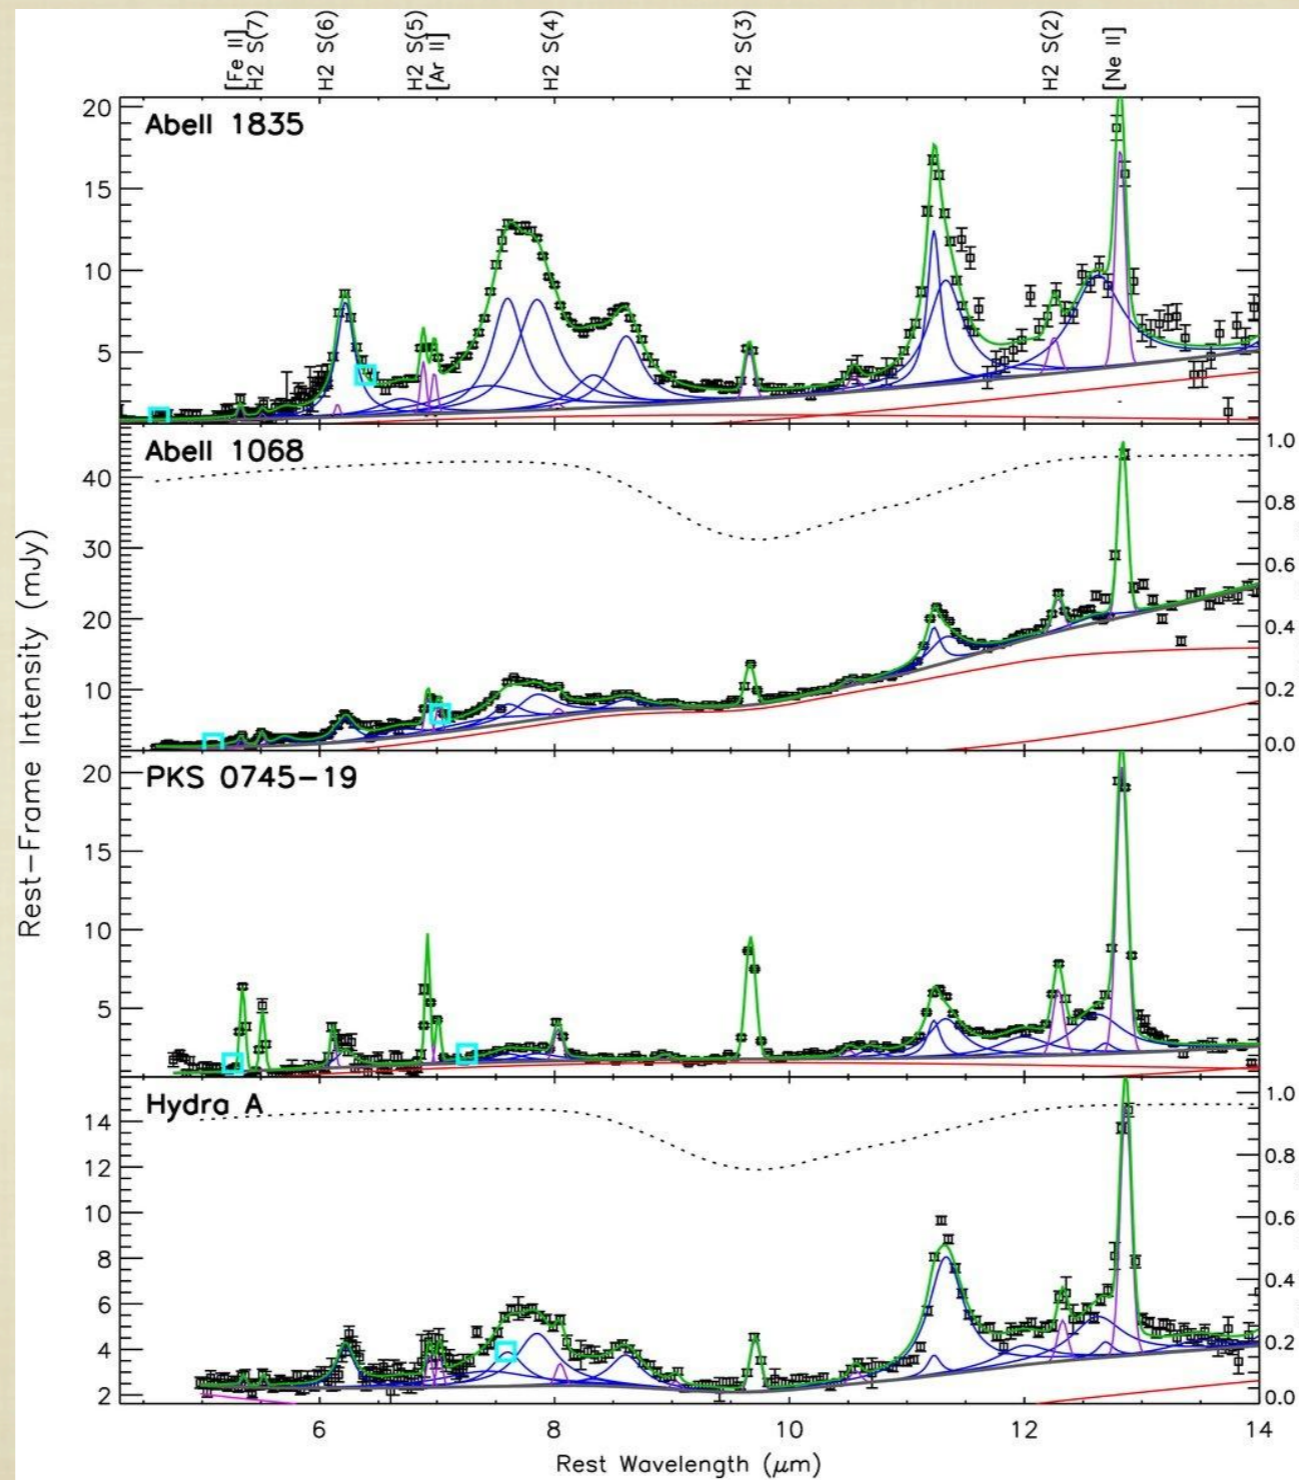 [Fe II]
H2 S(7)
H2 S(6)
H2 S(5)
[Ar II]
H2 S(4)
H2 S(3)
H2 S(2)
[Ne II]
Abell 1835
20
15
10
5
Abell 1068
40
30
20
10
1.0
0.8
0.6
0.4
0.2
0.0
PKS 0745-19
20
15
10
5
Hydra A
14
12
10
8
6
4
2
1.0
0.8
0.6
0.4
0.2
0.0
6
8
10
12
14
Rest-Frame Intensity (mJy)
Rest Wavelength (μm)